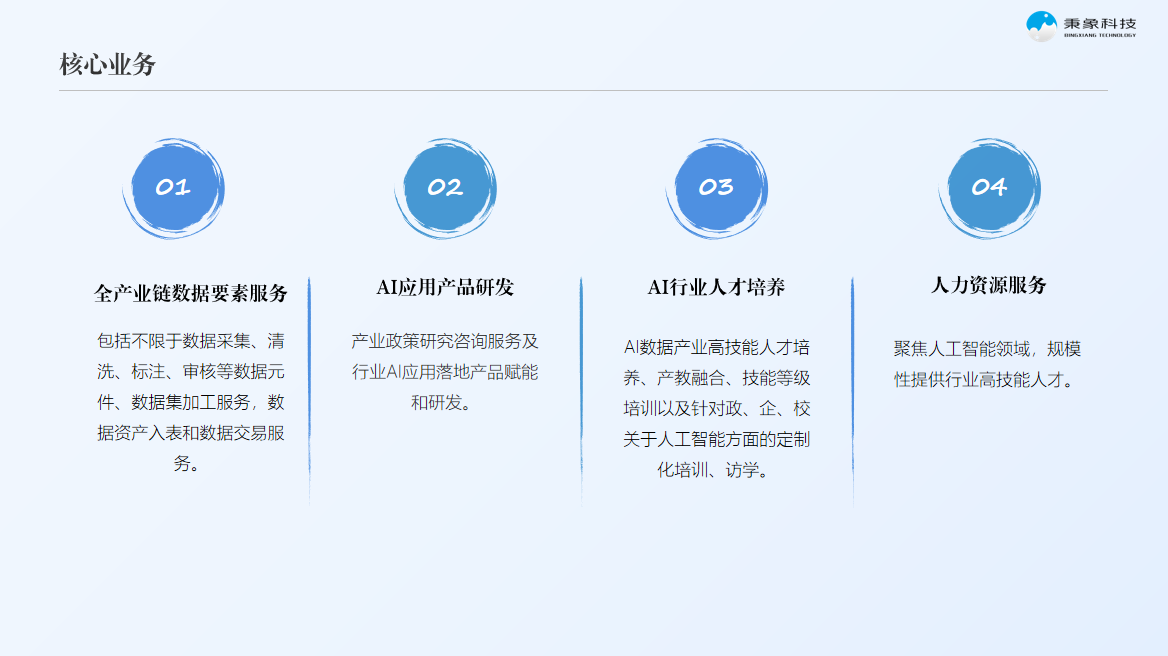 秉象科技
BINGXIANG TECHNOLOGY
核心业务
01
全产业链数据要素服务
包括不限于数据采集、清
洗、标注、审核等数据元
件、数据集加工服务，数
据资产入表和数据交易服
务。
02
AI应用产品研发
产业政策研究咨询服务及
行业AI应用落地产品赋能
和研发。
03
AI行业人才培养
AI数据产业高技能人才培
养、产教融合、技能等级
培训以及针对政、企、校
关于人工智能方面的定制
化培训、访学。
04
人力资源服务
聚焦人工智能领域，规模
性提供行业高技能人才。